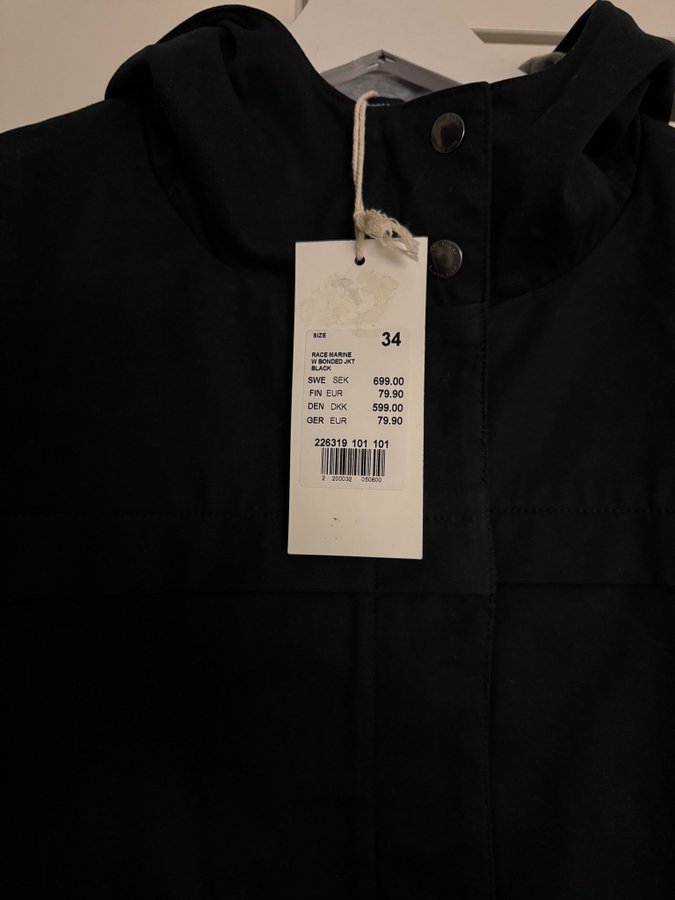 SIZE 34
RACE MARINE
W BONDED JKT
BLACK
SWE SEK 699.00
FIN EUR 79.90
DEN DKK 599.00
GER EUR 79.90
226319 101 101
2 200032 050600